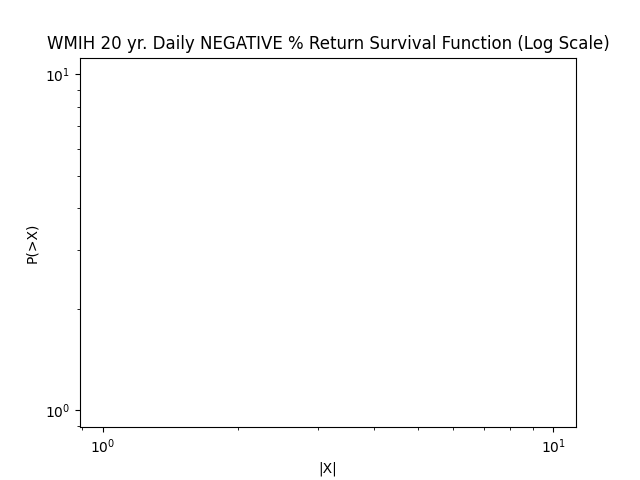 WMIH 20 yr. Daily NEGATIVE % Return Survival Function (Log Scale)
10¹
P(>X)
10⁰
10⁰ 10¹
|X|